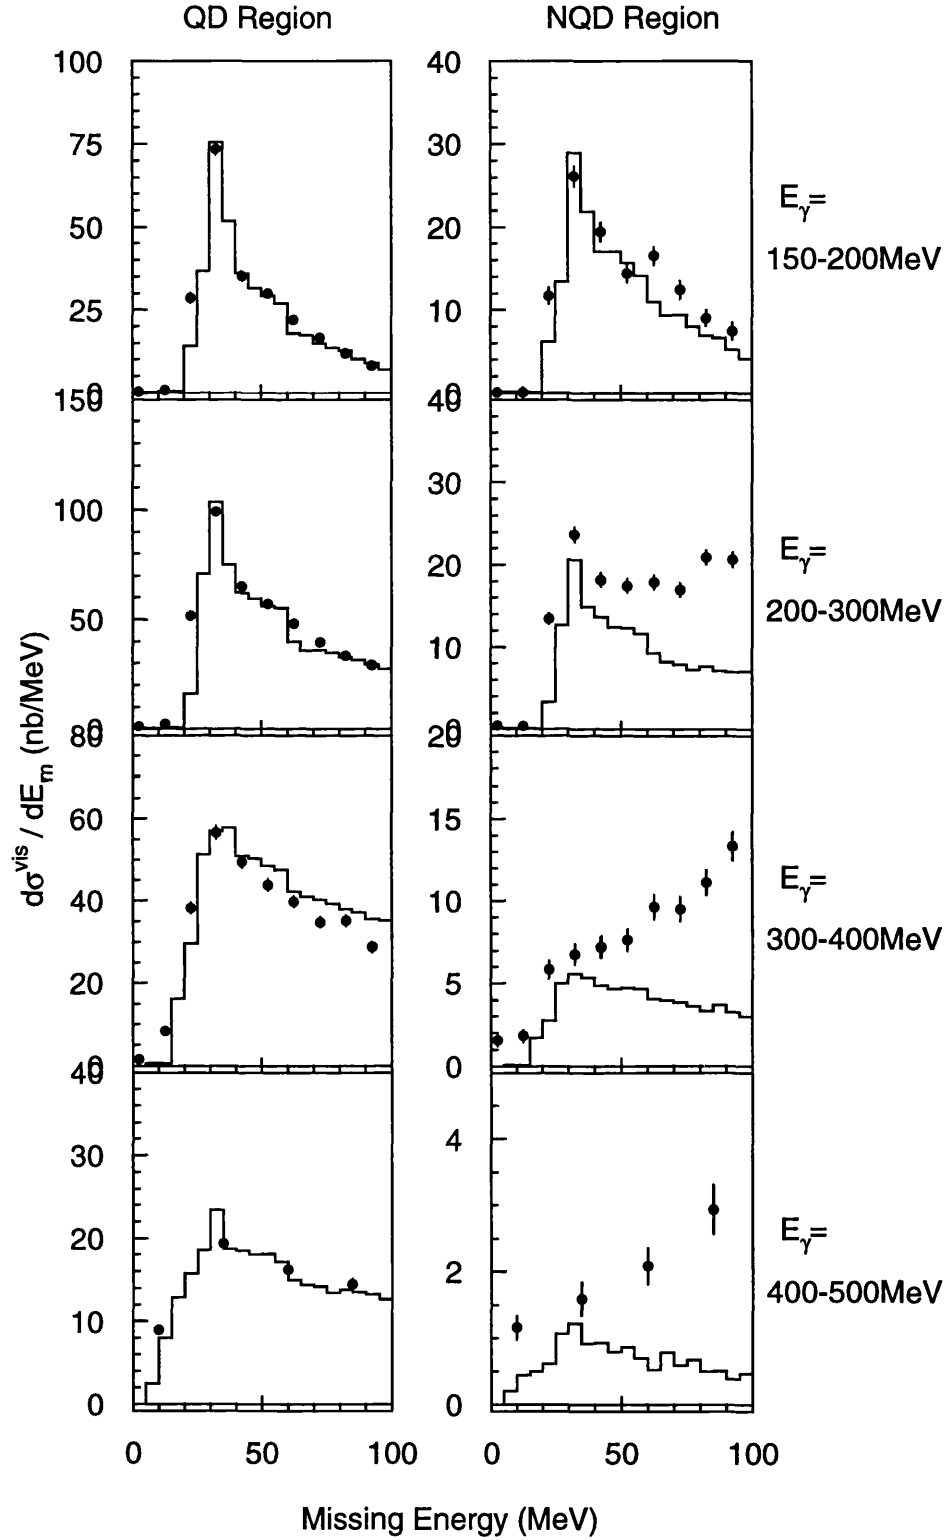 QD Region
NQD Region
100
75
50
25
0
40
30
20
10
0
Eγ=
150-200MeV
150
100
50
0
40
30
20
10
0
Eγ=
200-300MeV
dσvis / dEm (nb/MeV)
80
60
40
20
0
20
15
10
5
0
Eγ=
300-400MeV
40
30
20
10
0
4
2
0
Eγ=
400-500MeV
0 50 100
0 50 100
Missing Energy (MeV)